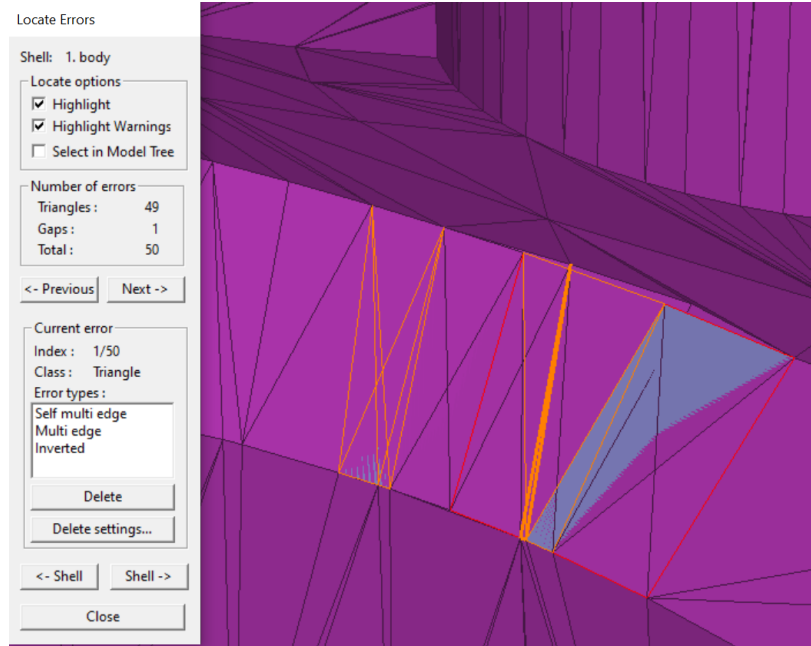 Locate Errors
Shell: 1. body
Locate options
Highlight
Highlight Warnings
Select in Model Tree
Number of errors
Triangles : 49
Gaps : 1
Total : 50
<- Previous Next ->
Current error
Index : 1/50
Class : Triangle
Error types :
Self multi edge
Multi edge
Inverted
Delete
Delete settings...
<- Shell Shell ->
Close